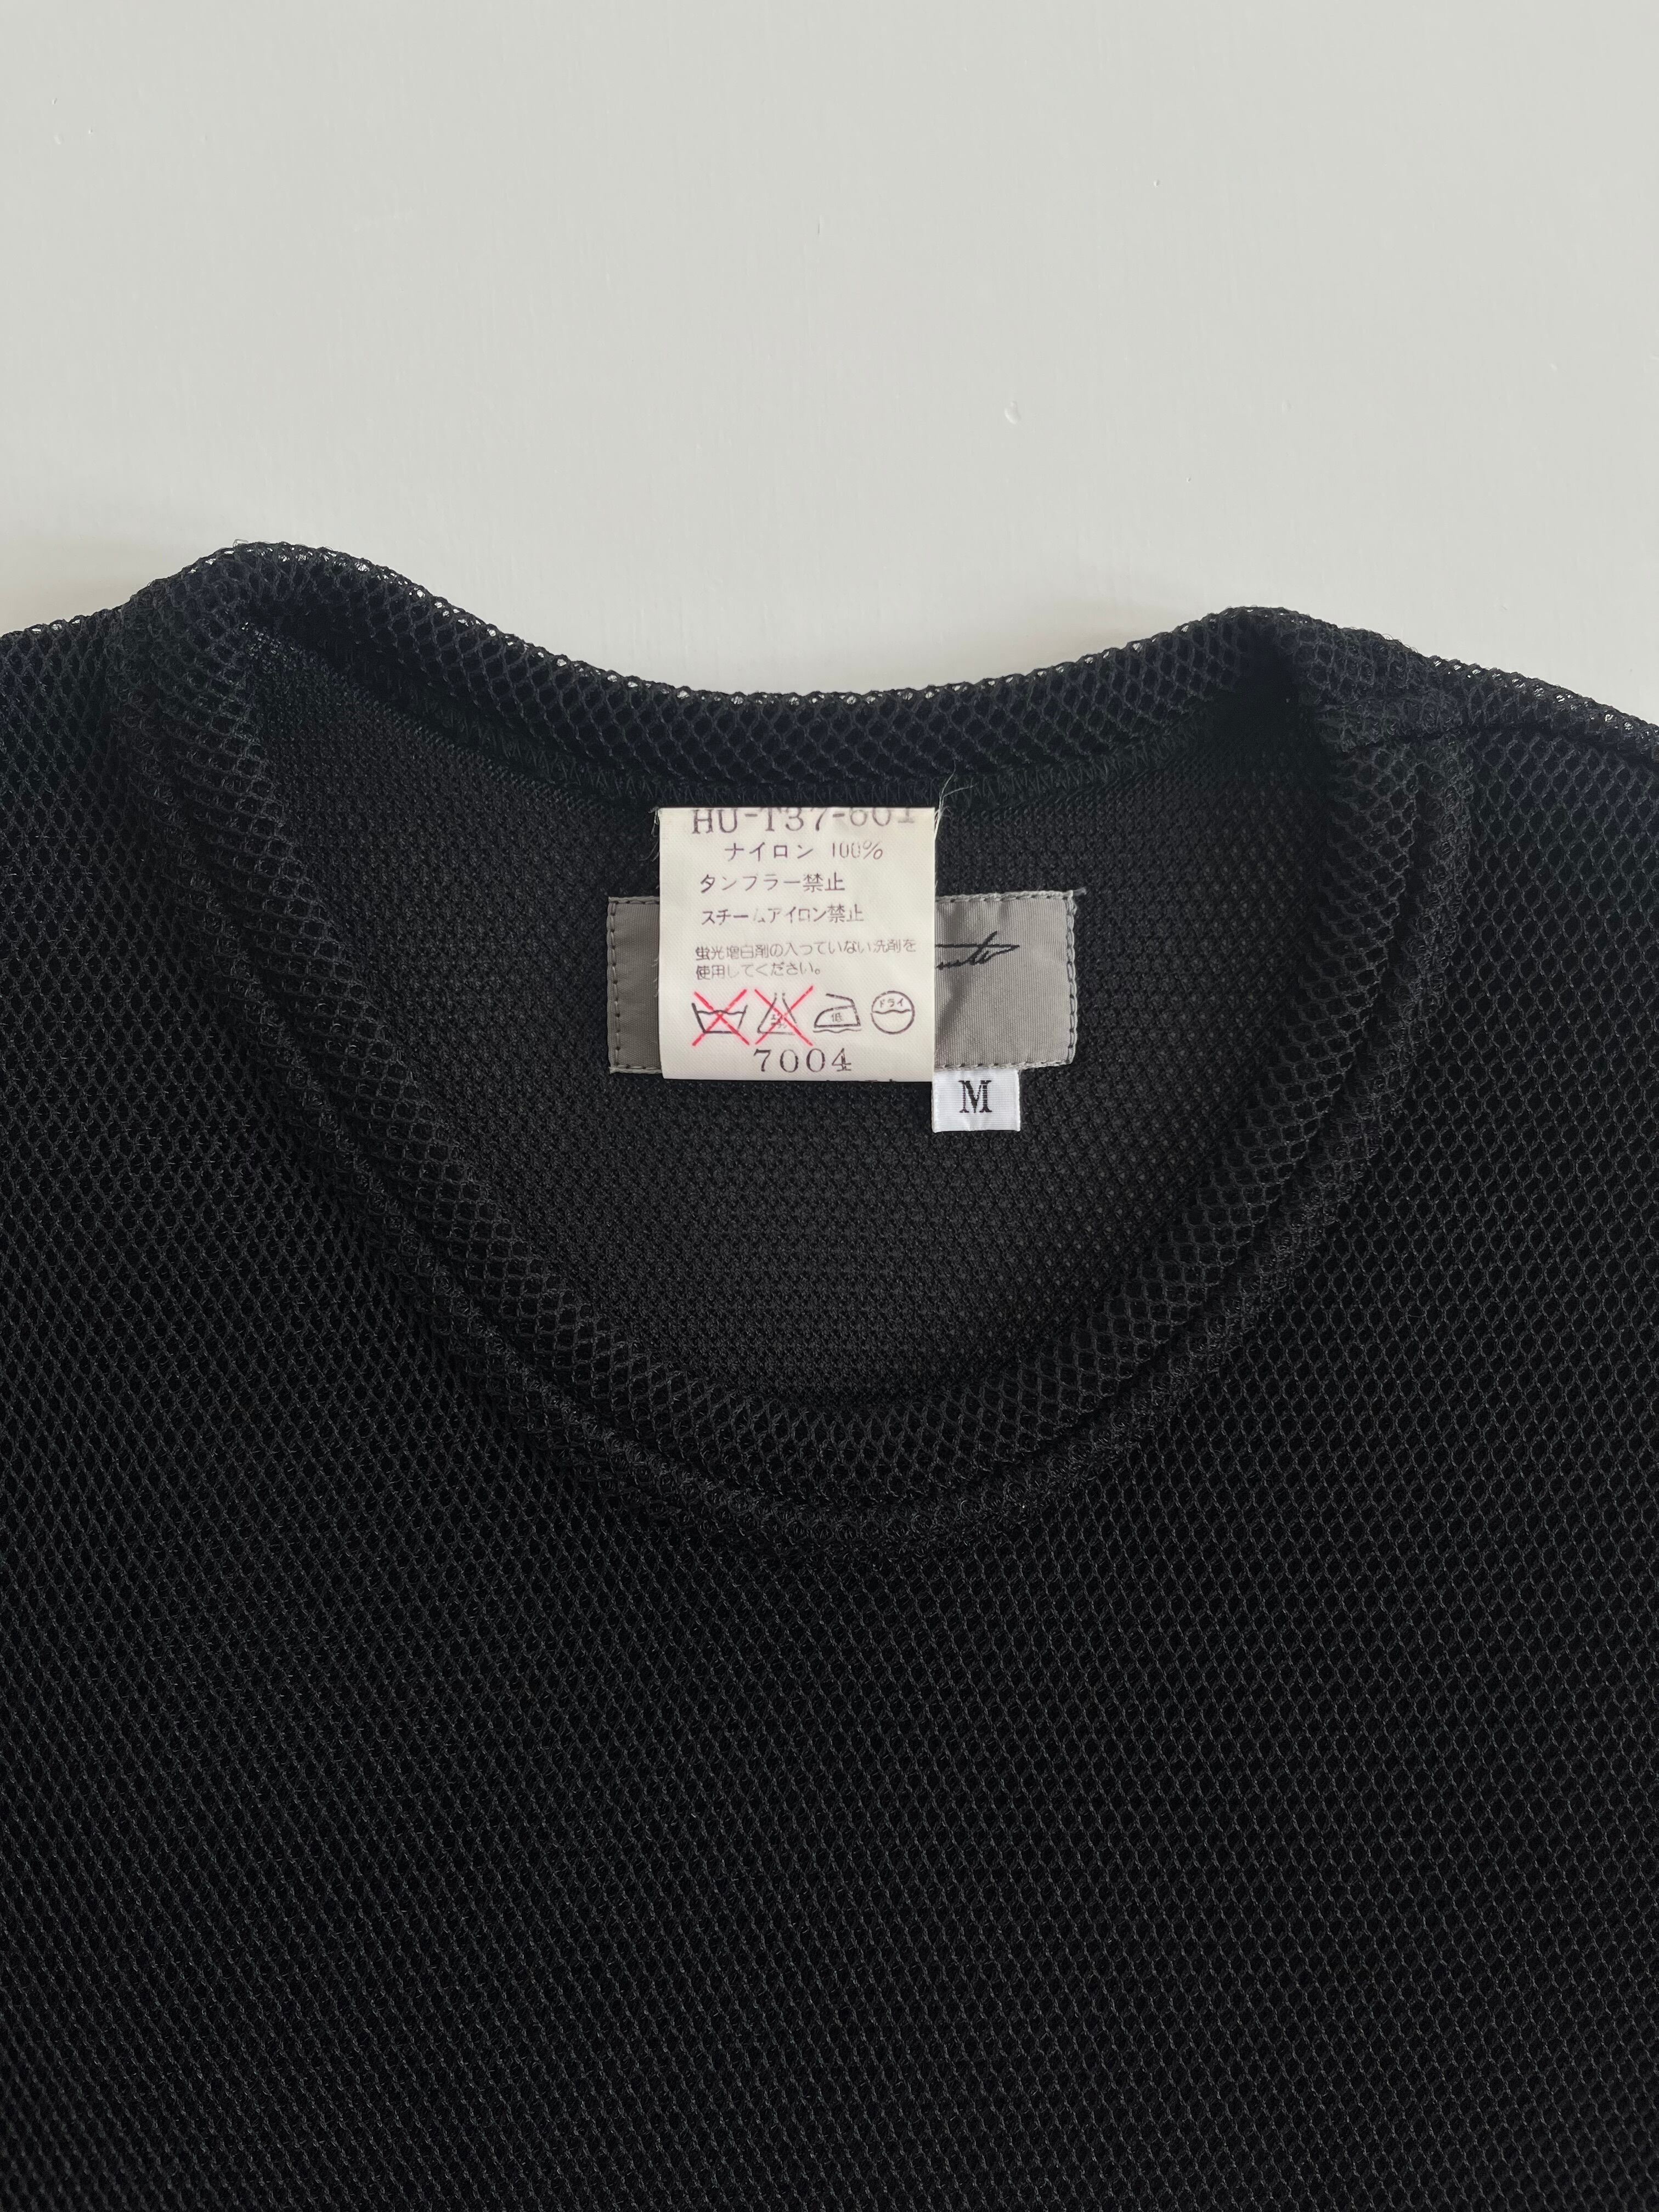 HU-T37-601
ナイロン 100%
タンブラー禁止
スチームアイロン禁止
蛍光増白剤の入っていない洗剤を
使用してください。
低
ドライ
7004
M